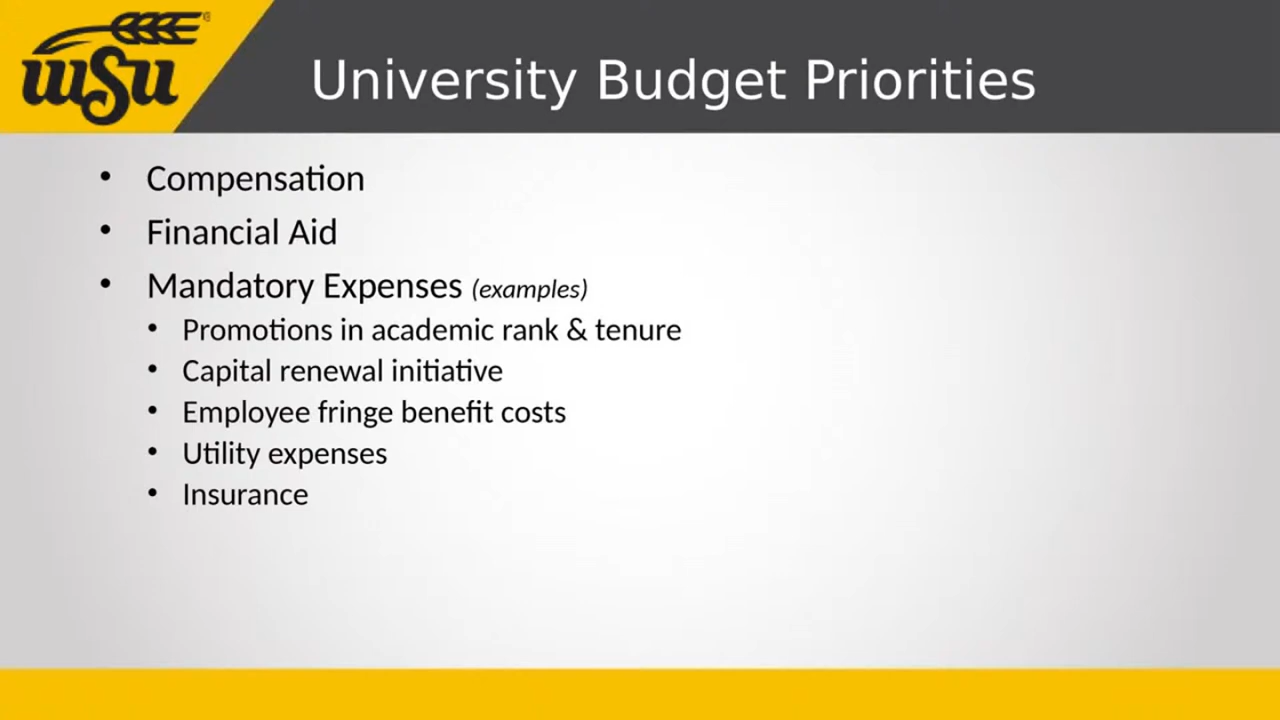 wsu
University Budget Priorities
• Compensation
• Financial Aid
• Mandatory Expenses (examples)
• Promotions in academic rank & tenure
• Capital renewal initiative
• Employee fringe benefit costs
• Utility expenses
• Insurance